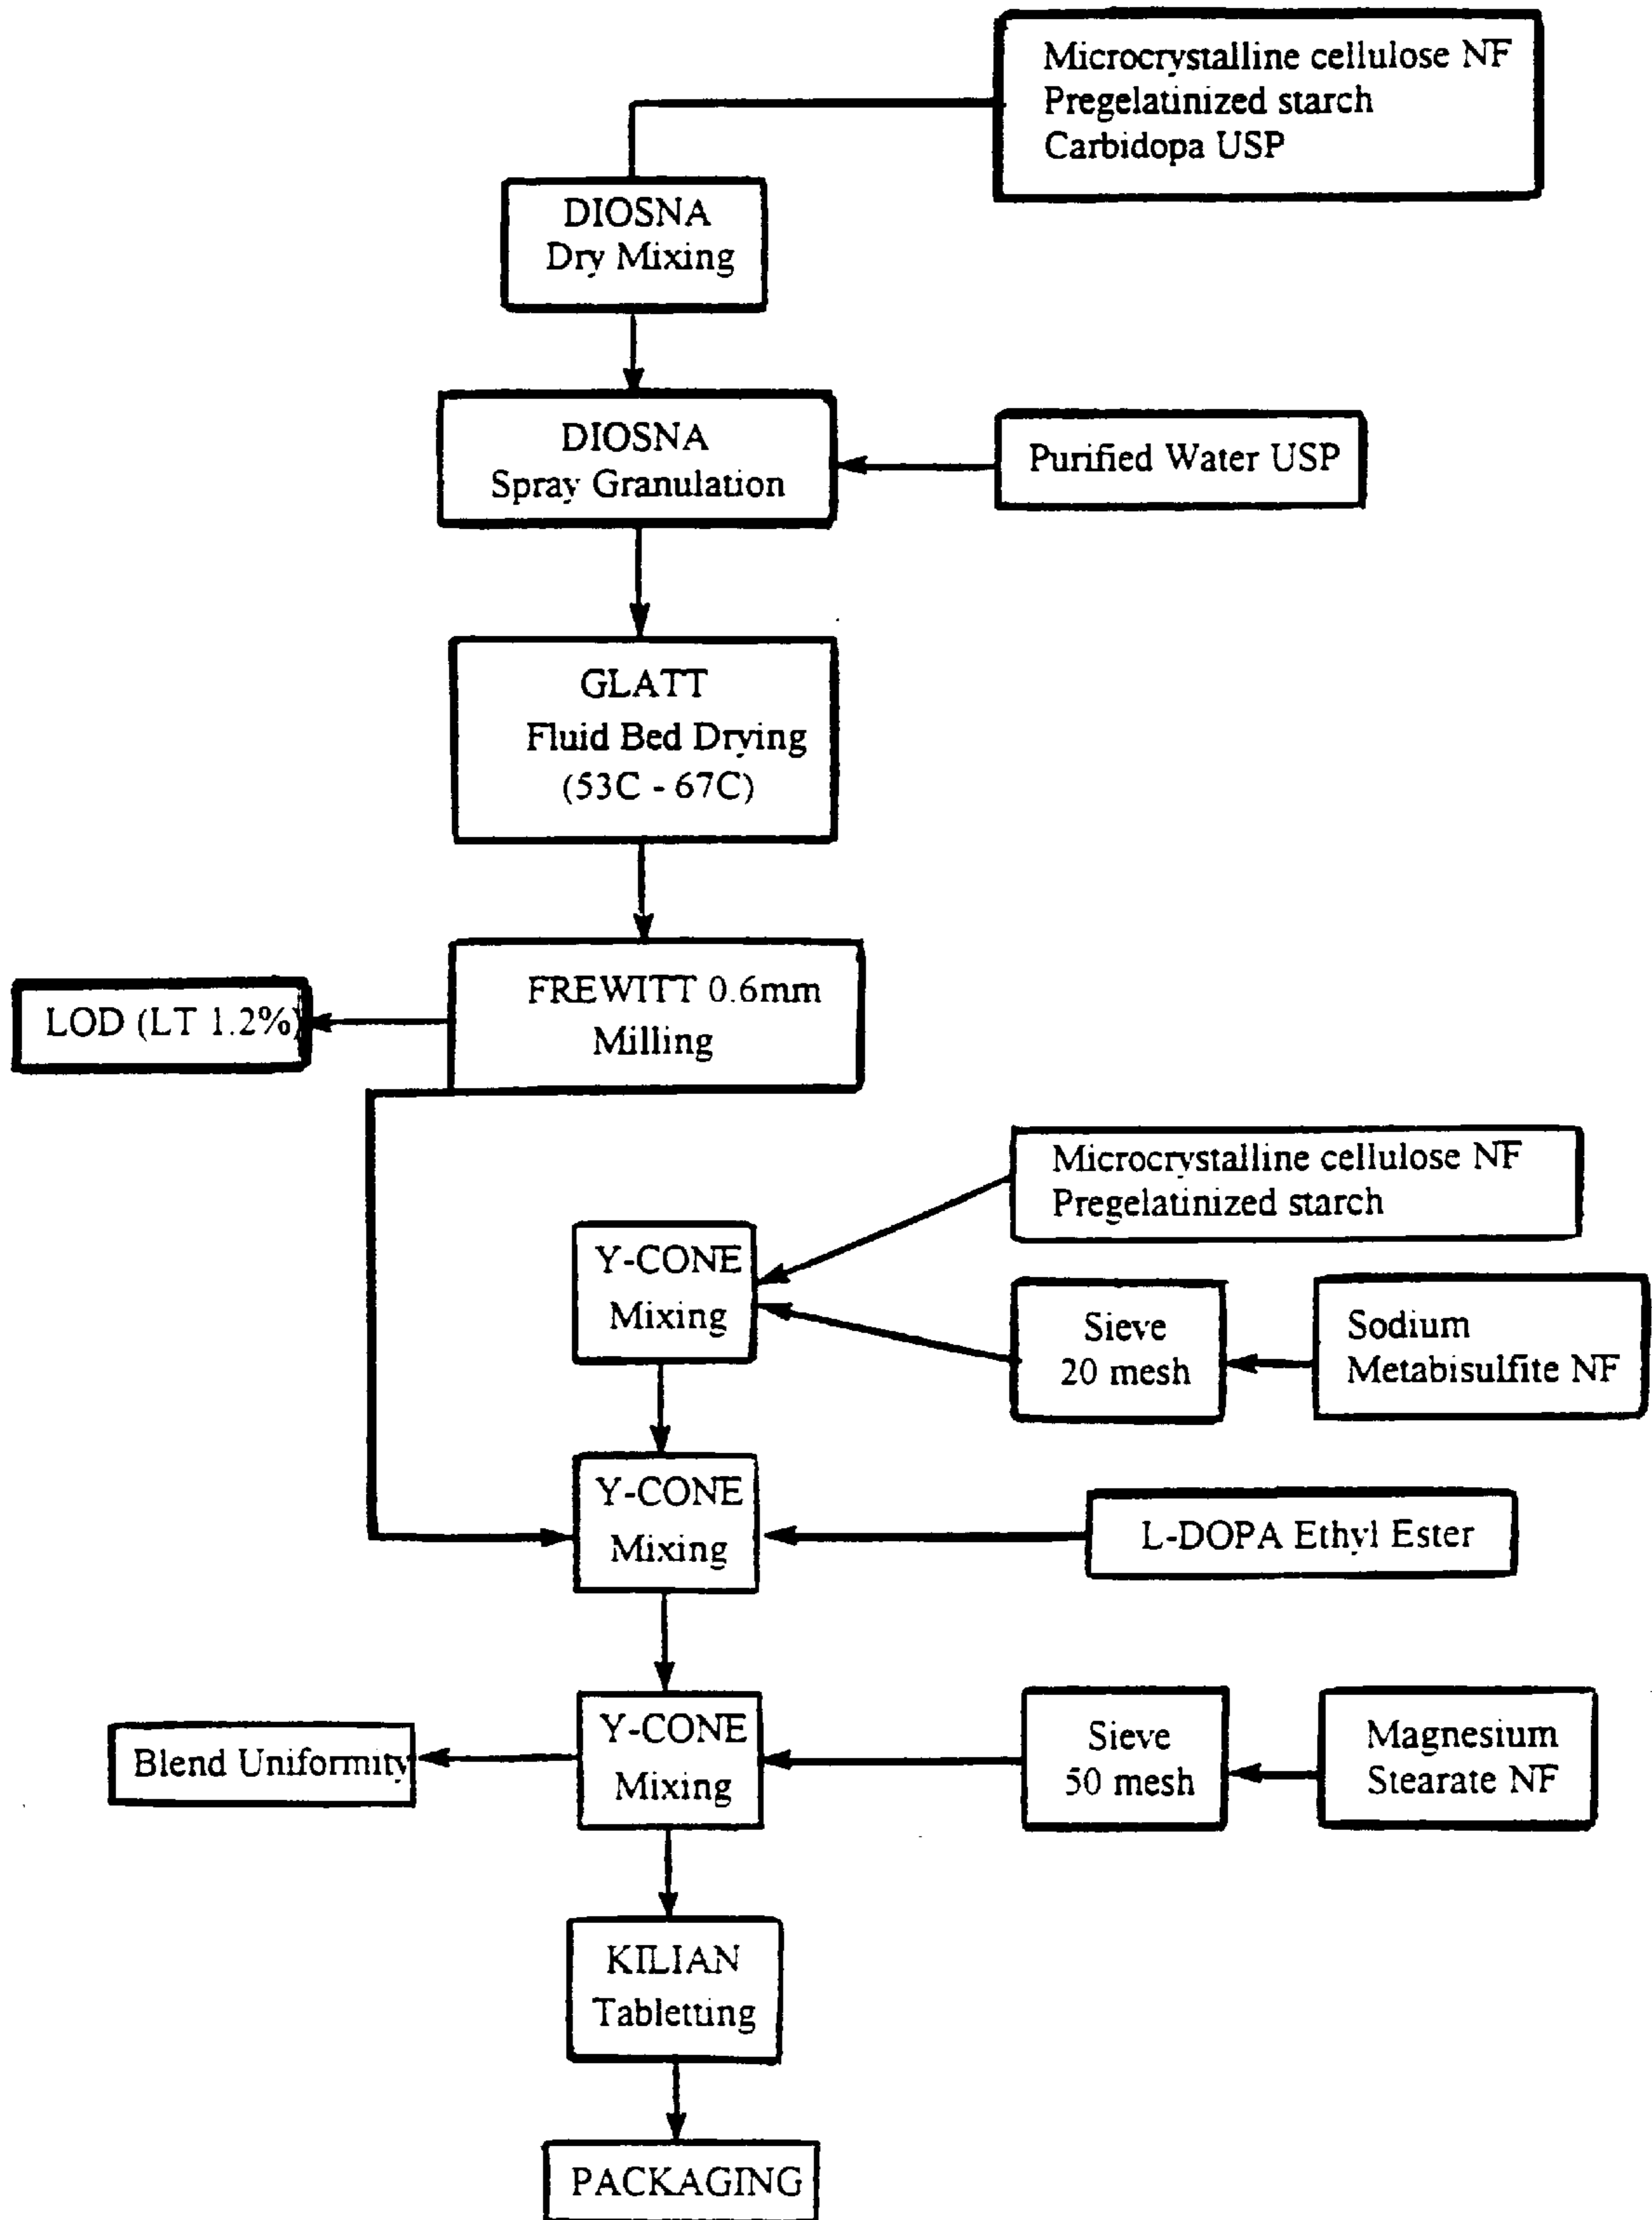 Microcrystalline cellulose NF
Pregelatinized starch
Carbidopa USP
DIOSNA
Dry Mixing
DIOSNA
Spray Granulation
Purified Water USP
GLATT
Fluid Bed Drying
(53C - 67C)
FREWITT 0.6mm
Milling
LOD (LT 1.2%)
Microcrystalline cellulose NF
Pregelatinized starch
Y-CONE
Mixing
Sieve
20 mesh
Sodium
Metabisulfite NF
Y-CONE
Mixing
L-DOPA Ethyl Ester
Y-CONE
Mixing
Blend Uniformity
Sieve
50 mesh
Magnesium
Stearate NF
KILIAN
Tabletting
PACKAGING